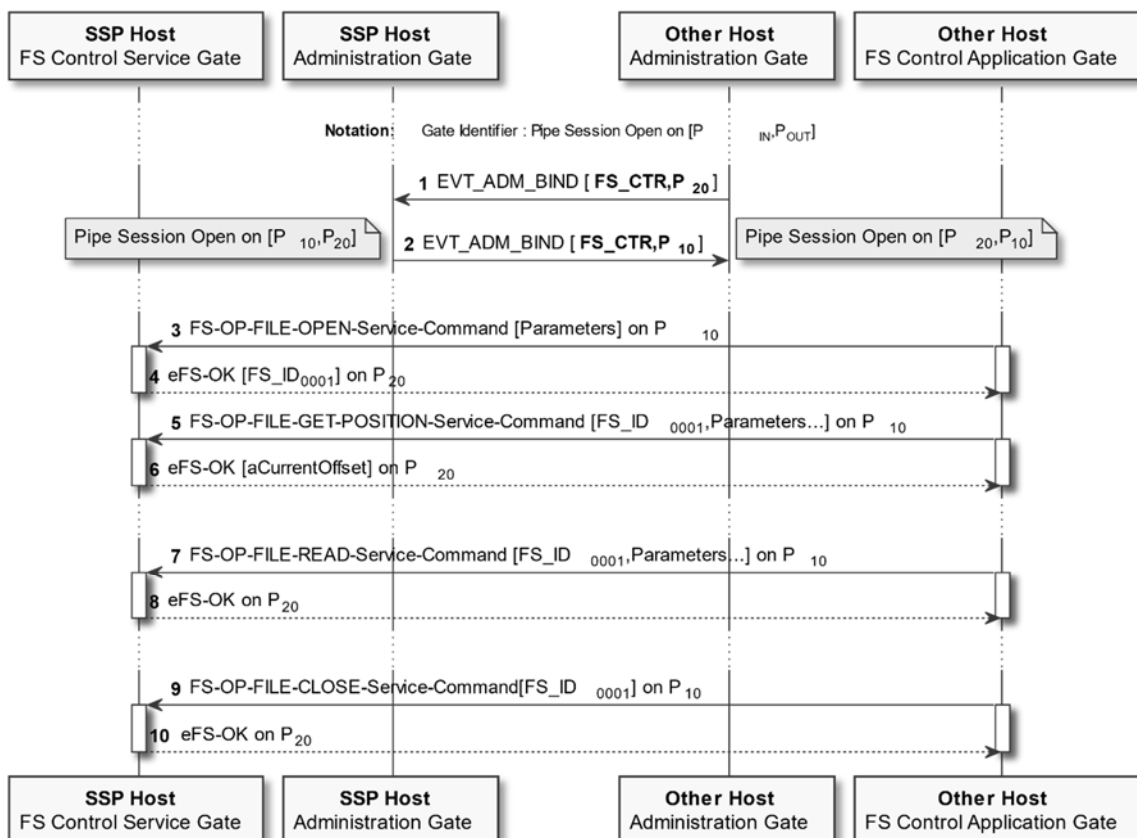 SSP Host
FS Control Service Gate
SSP Host
Administration Gate
Other Host
Administration Gate
Other Host
FS Control Application Gate
Notation: Gate Identifier : Pipe Session Open on [P IN,POUT]
1 EVT_ADM_BIND [ FS_CTR,P 20 ]
Pipe Session Open on [P 10,P20]
2 EVT_ADM_BIND [ FS_CTR,P 10 ]
Pipe Session Open on [P 20,P10]
3 FS-OP-FILE-OPEN-Service-Command [Parameters] on P 10
4 eFS-OK [FS_ID0001] on P20
5 FS-OP-FILE-GET-POSITION-Service-Command [FS_ID 0001,Parameters...] on P 10
6 eFS-OK [aCurrentOffset] on P 20
7 FS-OP-FILE-READ-Service-Command [FS_ID 0001,Parameters...] on P 10
8 eFS-OK on P20
9 FS-OP-FILE-CLOSE-Service-Command[FS_ID 0001] on P10
10 eFS-OK on P20
SSP Host
FS Control Service Gate
SSP Host
Administration Gate
Other Host
Administration Gate
Other Host
FS Control Application Gate